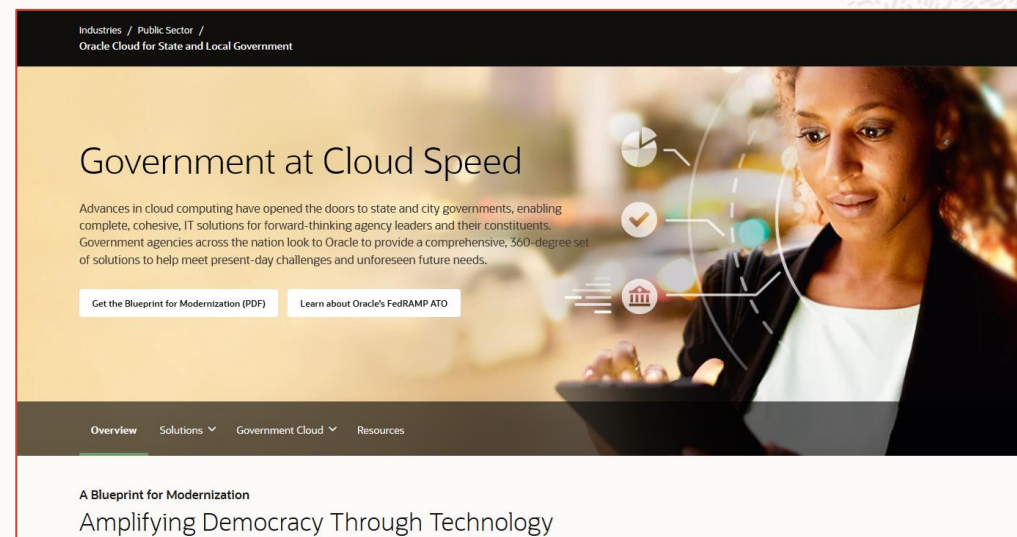 Industries / Public Sector /
Oracle Cloud for State and Local Government
Government at Cloud Speed
Advances in cloud computing have opened the doors to state and city governments, enabling
complete, cohesive, IT solutions for forward-thinking agency leaders and their constituents.
Government agencies across the nation look to Oracle to provide a comprehensive, 360-degree set
of solutions to help meet present-day challenges and unforeseen future needs.
Get the Blueprint for Modernization (PDF) Learn about Oracle's FedRAMP ATO
Overview Solutions Government Cloud Resources
A Blueprint for Modernization
Amplifying Democracy Through Technology